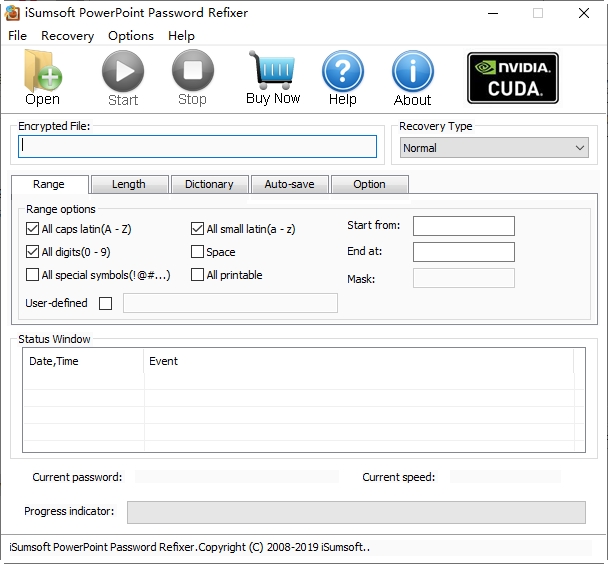 iSumsoft PowerPoint Password Refixer
File Recovery Options Help
Open Start Stop Buy Now Help About NVIDIA. CUDA.
Encrypted File: Recovery Type
Normal
Range Length Dictionary Auto-save Option
Range options
All caps latin(A - Z) All small latin(a - z) Start from:
All digits(0 - 9) Space End at:
All special symbols(!@#...) All printable Mask:
User-defined
Status Window
Date,Time Event
Current password: Current speed:
Progress indicator:
iSumsoft PowerPoint Password Refixer.Copyright (C) 2008-2019 iSumsoft..